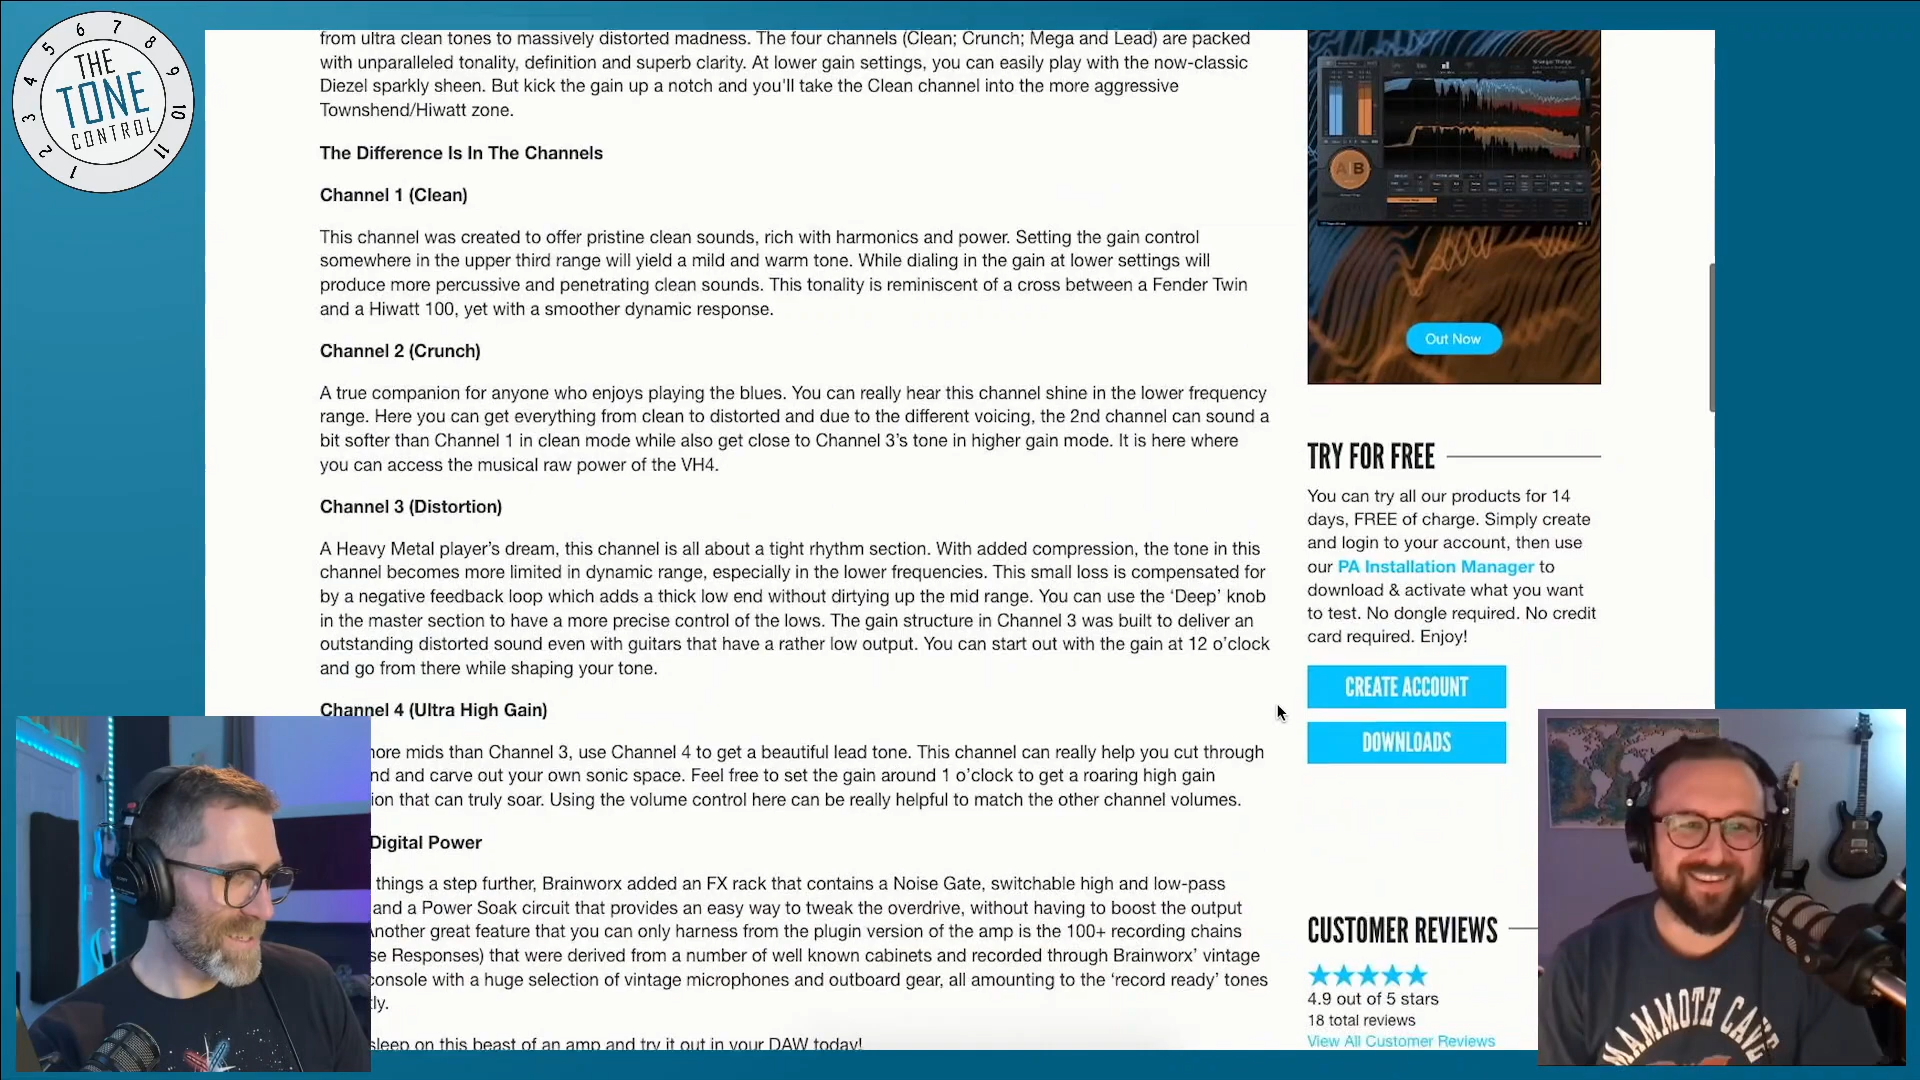 THE
TONE
CONTROL
1
2
3
4
5
6
7
8
9
10
11
from ultra clean tones to massively distorted madness. The four channels (Clean; Crunch; Mega and Lead) are packed
with unparalleled tonality, definition and superb clarity. At lower gain settings, you can easily play with the now-classic
Diezel sparkly sheen. But kick the gain up a notch and you'll take the Clean channel into the more aggressive
Townshend/Hiwatt zone.
The Difference Is In The Channels
Channel 1 (Clean)
This channel was created to offer pristine clean sounds, rich with harmonics and power. Setting the gain control
somewhere in the upper third range will yield a mild and warm tone. While dialing in the gain at lower settings will
produce more percussive and penetrating clean sounds. This tonality is reminiscent of a cross between a Fender Twin
and a Hiwatt 100, yet with a smoother dynamic response.
Channel 2 (Crunch)
A true companion for anyone who enjoys playing the blues. You can really hear this channel shine in the lower frequency
range. Here you can get everything from clean to distorted and due to the different voicing, the 2nd channel can sound a
bit softer than Channel 1 in clean mode while also get close to Channel 3's tone in higher gain mode. It is here where
you can access the musical raw power of the VH4.
Channel 3 (Distortion)
A Heavy Metal player's dream, this channel is all about a tight rhythm section. With added compression, the tone in this
channel becomes more limited in dynamic range, especially in the lower frequencies. This small loss is compensated for
by a negative feedback loop which adds a thick low end without dirtying up the mid range. You can use the 'Deep' knob
in the master section to have a more precise control of the lows. The gain structure in Channel 3 was built to deliver an
outstanding distorted sound even with guitars that have a rather low output. You can start out with the gain at 12 o'clock
and go from there while shaping your tone.
Channel 4 (Ultra High Gain)
more mids than Channel 3, use Channel 4 to get a beautiful lead tone. This channel can really help you cut through
nd and carve out your own sonic space. Feel free to set the gain around 1 o'clock to get a roaring high gain
ion that can truly soar. Using the volume control here can be really helpful to match the other channel volumes.
Digital Power
things a step further, Brainworx added an FX rack that contains a Noise Gate, switchable high and low-pass
and a Power Soak circuit that provides an easy way to tweak the overdrive, without having to boost the output
Another great feature that you can only harness from the plugin version of the amp is the 100+ recording chains
se Responses) that were derived from a number of well known cabinets and recorded through Brainworx' vintage
console with a huge selection of vintage microphones and outboard gear, all amounting to the 'record ready' tones
tly.
sleep on this beast of an amp and try it out in your DAW today!
A|B
Out Now
TRY FOR FREE
You can try all our products for 14
days, FREE of charge. Simply create
and login to your account, then use
our PA Installation Manager to
download & activate what you want
to test. No dongle required. No credit
card required. Enjoy!
CREATE ACCOUNT
DOWNLOADS
CUSTOMER REVIEWS
4.9 out of 5 stars
18 total reviews
View All Customer Reviews
MAMMOTH CAVE